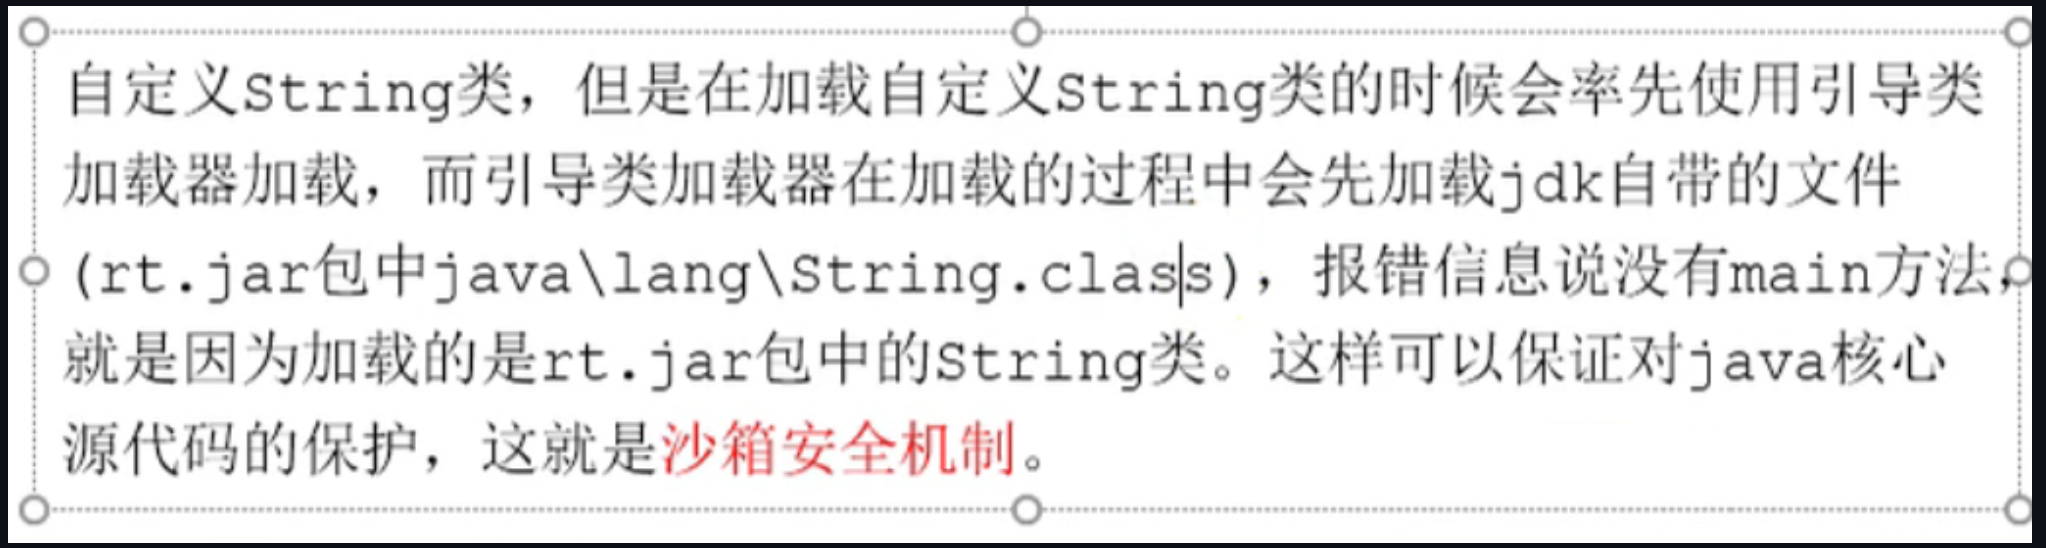 自定义String类，但是在加载自定义String类的时候会率先使用引导类
加载器加载，而引导类加载器在加载的过程中会先加载jdk自带的文件
(rt.jar包中java\lang\String.class)，报错信息说没有main方法，
就是因为加载的是rt.jar包中的String类。这样可以保证对java核心
源代码的保护，这就是沙箱安全机制。